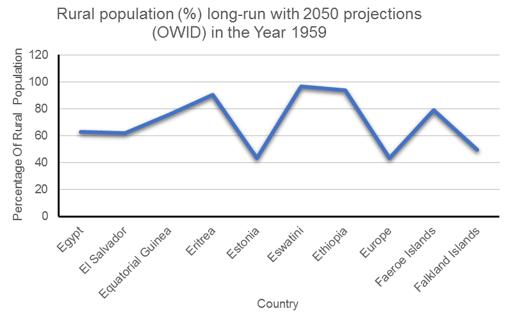 Rural population (%) long-run with 2050 projections
(OWID) in the Year 1959
Percentage Of Rural Population
120
100
80
60
40
20
0
Egypt
El Salvador
Equatorial Guinea
Eritrea
Estonia
Eswatini
Ethiopia
Europe
Faeroe Islands
Falkland Islands
Country